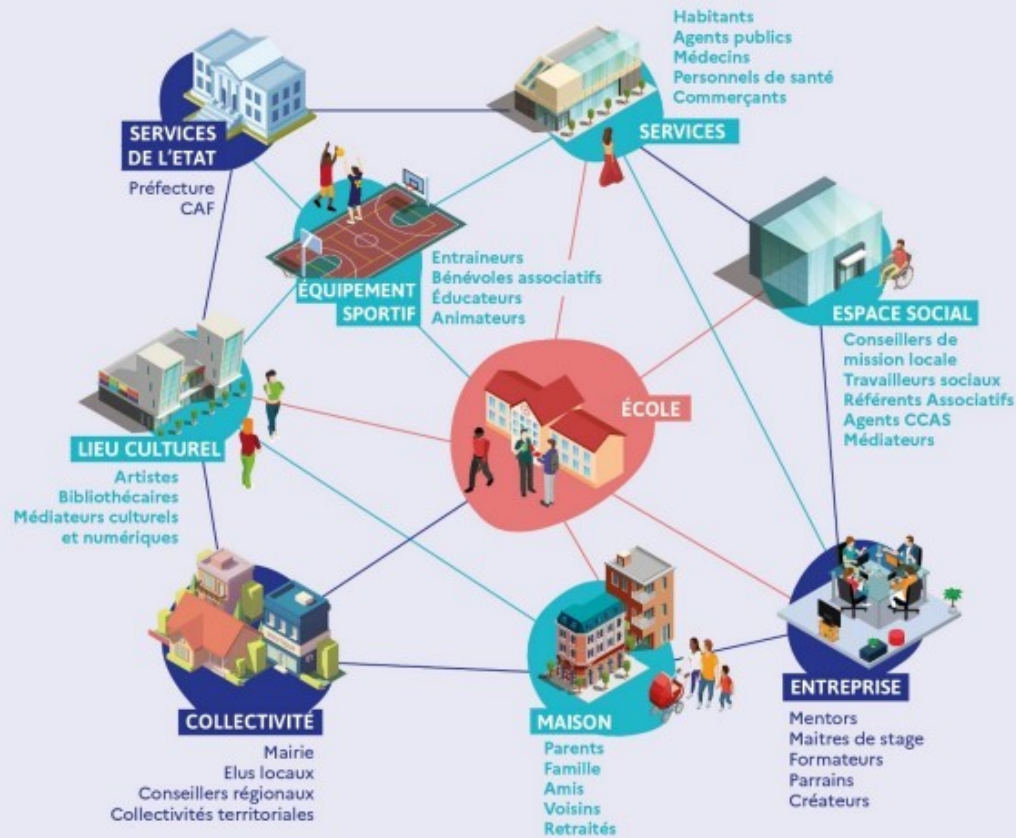 Habitants
Agents publics
Médecins
Personnels de santé
Commerçants
SERVICES
SERVICES
DE L'ETAT
Préfecture
CAF
Entraineurs
Bénévoles associatifs
Éducateurs
Animateurs
ÉQUIPEMENT
SPORTIF
ESPACE SOCIAL
Conseillers de
mission locale
Travailleurs sociaux
Référents Associatifs
Agents CCAS
Médiateurs
ÉCOLE
LIEU CULTUREL
Artistes
Bibliothécaires
Médiateurs culturels
et numériques
COLLECTIVITÉ
Mairie
Elus locaux
Conseillers régionaux
Collectivités territoriales
MAISON
Parents
Famille
Amis
Voisins
Retraités
ENTREPRISE
Mentors
Maitres de stage
Formateurs
Parrains
Créateurs